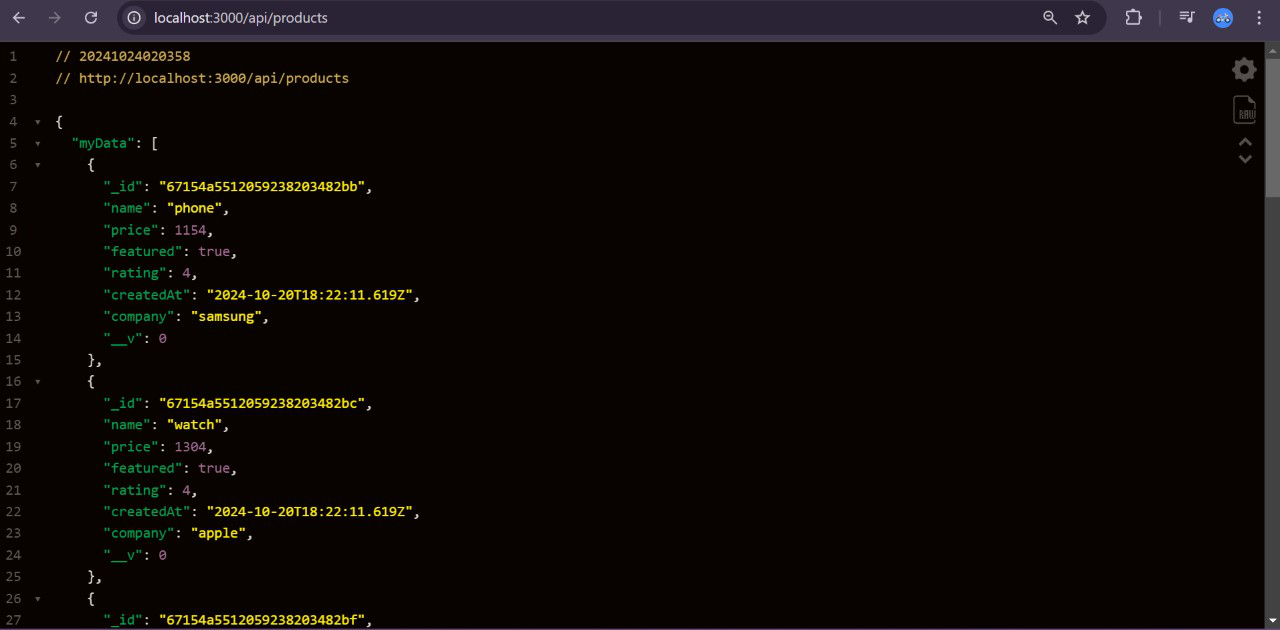 localhost:3000/api/products
1 // 20241024020358
2 // http://localhost:3000/api/products
3
4 {
5 "myData": [
6 {
7 "_id": "67154a5512059238203482bb",
8 "name": "phone",
9 "price": 1154,
10 "featured": true,
11 "rating": 4,
12 "createdAt": "2024-10-20T18:22:11.619Z",
13 "company": "samsung",
14 "__v": 0
15 },
16 {
17 "_id": "67154a5512059238203482bc",
18 "name": "watch",
19 "price": 1304,
20 "featured": true,
21 "rating": 4,
22 "createdAt": "2024-10-20T18:22:11.619Z",
23 "company": "apple",
24 "__v": 0
25 },
26 {
27 "_id": "67154a5512059238203482bf",
RAW